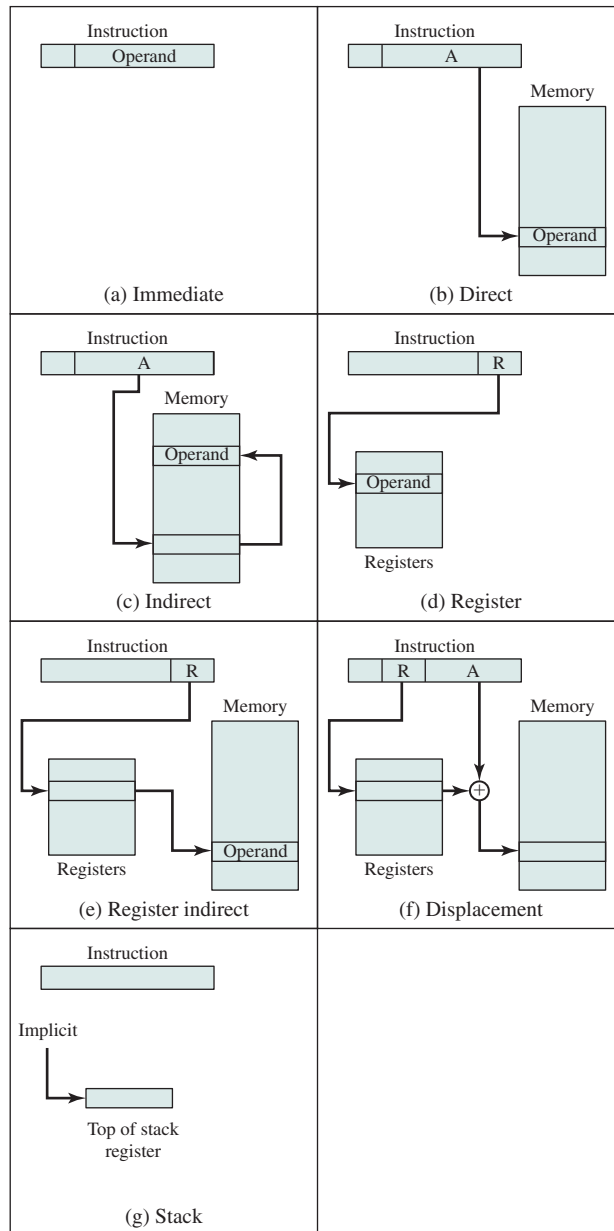 Instruction
Operand
(a) Immediate
Instruction
A
Memory
Operand
(b) Direct
Instruction
A
Memory
Operand
(c) Indirect
Instruction
R
Operand
Registers
(d) Register
Instruction
R
Memory
Operand
Registers
(e) Register indirect
Instruction
R A
Memory
+
Registers
(f) Displacement
Instruction
Implicit
Top of stack
register
(g) Stack